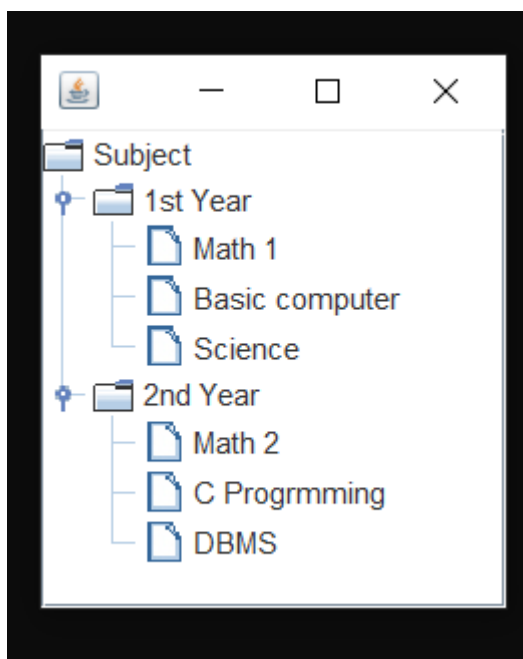 Subject
1st Year
Math 1
Basic computer
Science
2nd Year
Math 2
C Progrmming
DBMS